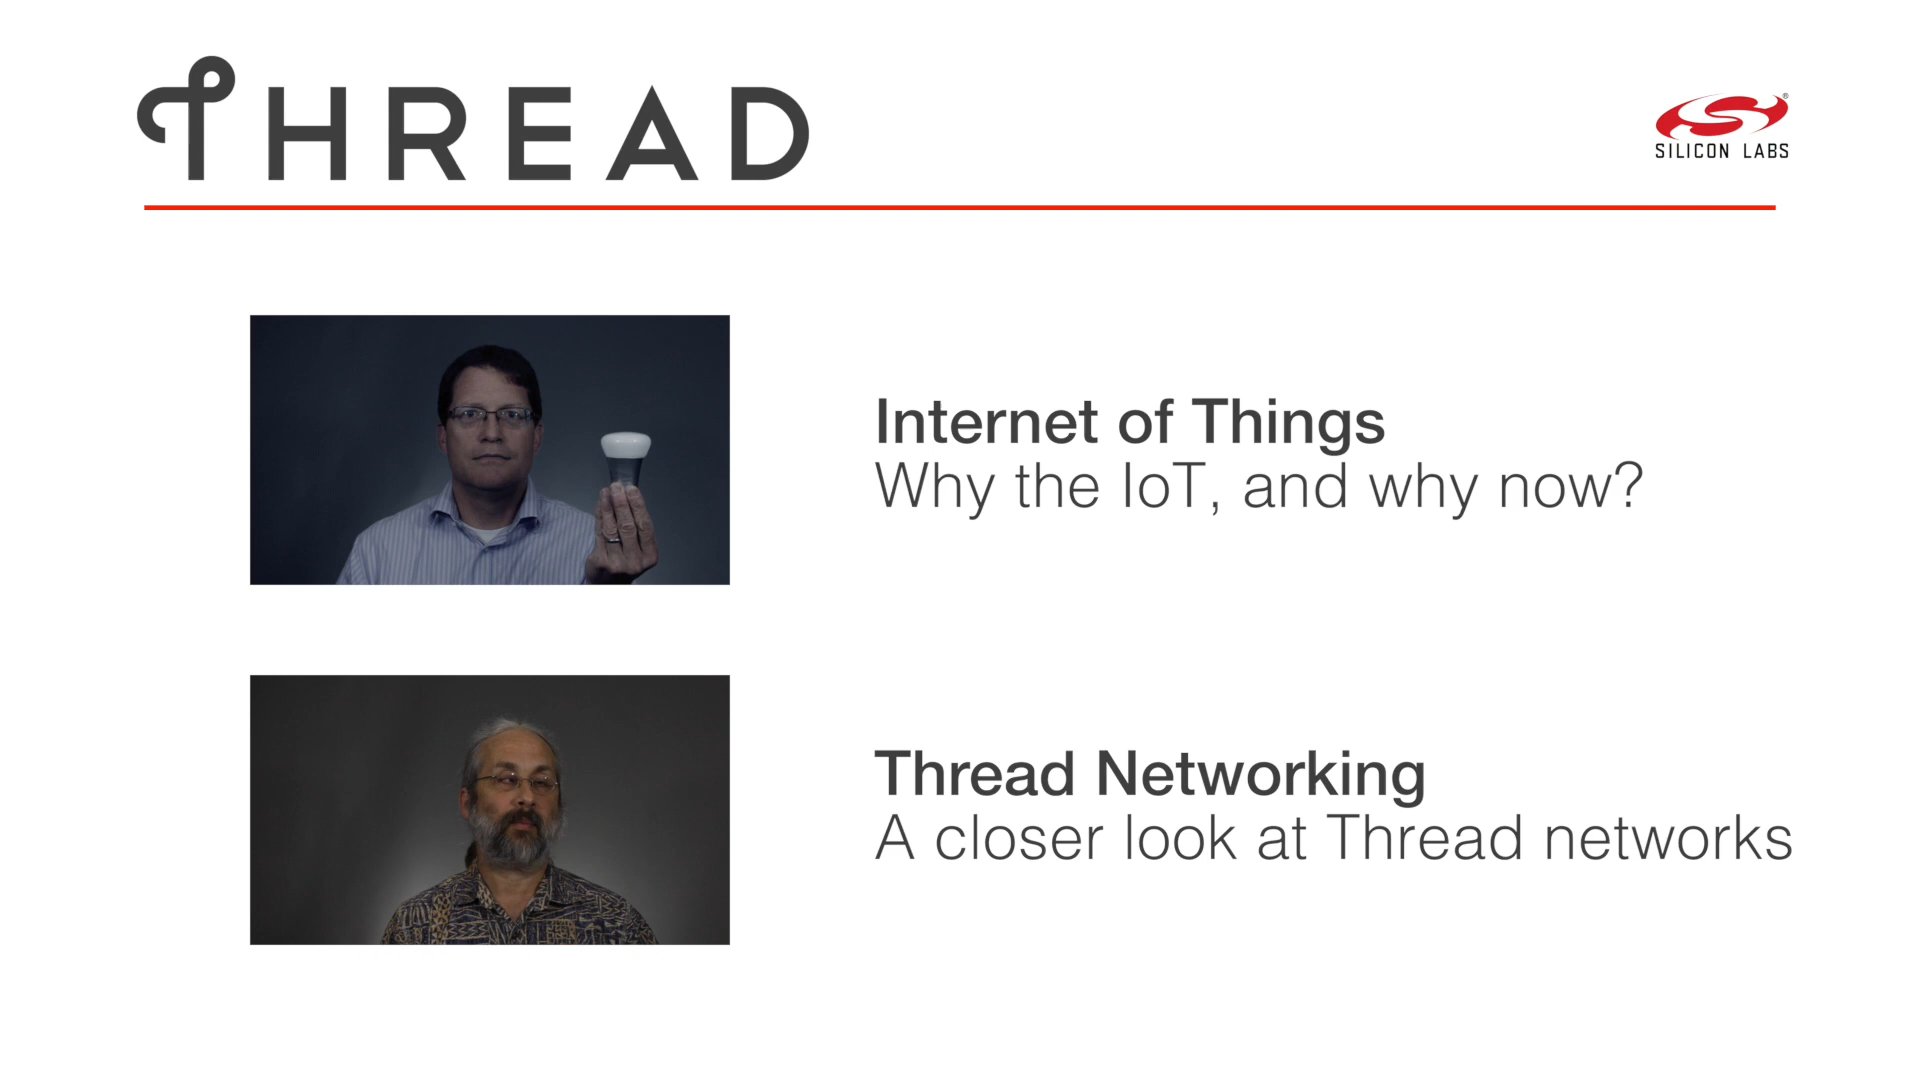 THREAD
®
SILICON LABS
Internet of Things
Why the IoT, and why now?
Thread Networking
A closer look at Thread networks